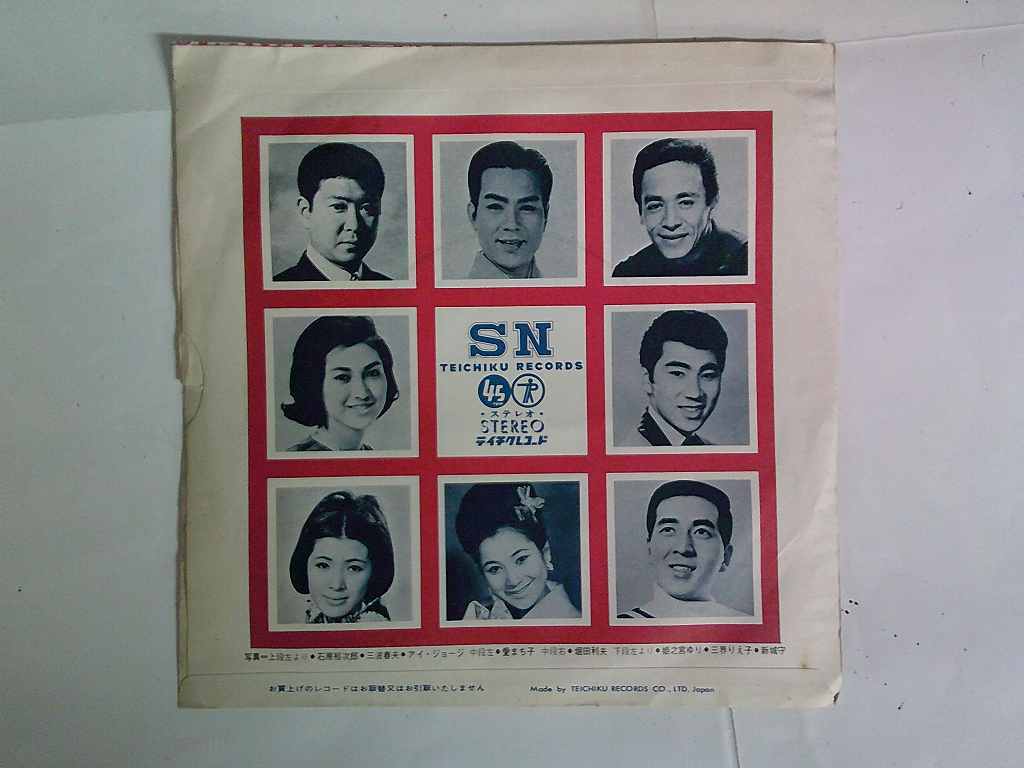 SN
TEICHIKU RECORDS
45
・ステレオ・
STEREO
テイチクレコード
写真=上段左より●石原裕次郎●三波春夫●アイ・ジョージ 中段左●愛まち子 中段右●堀田利夫 下段左より●姫之宮ゆり●三界りえ子●新城守
お買上げのレコードはお取替又はお引取いたしません Made by TEICHIKU RECORDS CO., LTD. Japan